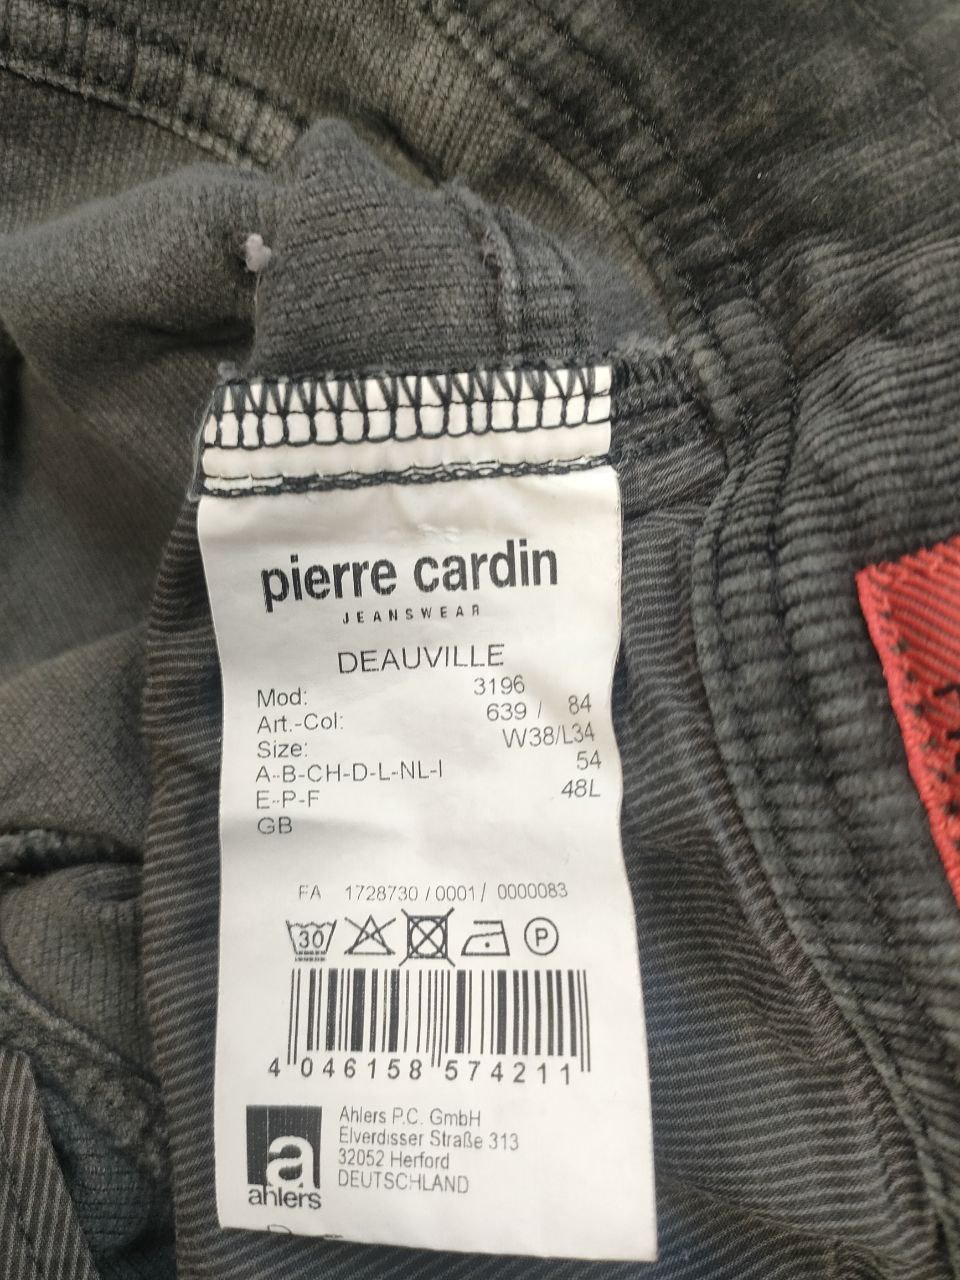 pierre cardin
JEANSWEAR
DEAUVILLE
Mod: 3196
Art.-Col: 639 / 84
Size: W38/L34
A-B-CH-D-L-NL-I 54
E-P-F 48L
GB
FA 1728730 / 0001 / 0000083
30 P
4 046158 574211
Ahlers P.C. GmbH
Elverdisser Straße 313
32052 Herford
DEUTSCHLAND
a
ahlers